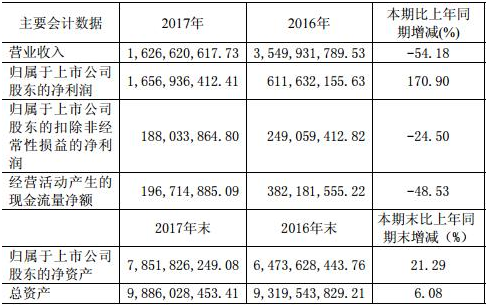 主要会计数据 2017年 2016年 本期比上年同
期增减(%)
营业收入 1,626,620,617.73 3,549,931,789.53 -54.18
归属于上市公司
股东的净利润 1,656,936,412.41 611,632,155.63 170.90
归属于上市公司
股东的扣除非经
常性损益的净利
润 188,033,864.80 249,059,412.82 -24.50
经营活动产生的
现金流量净额 196,714,885.09 382,181,555.22 -48.53
2017年末 2016年末 本期末比上年同
期末增减（%）
归属于上市公司
股东的净资产 7,851,826,249.08 6,473,628,443.76 21.29
总资产 9,886,028,453.41 9,319,543,829.21 6.08